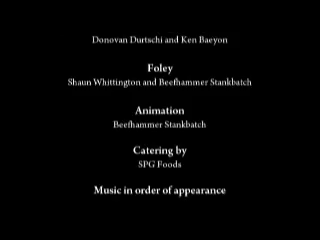 Donovan Durtschi and Ken Baeyon
Foley
Shaun Whittington and Beefhammer Stankbatch
Animation
Beefhammer Stankbatch
Catering by
SPG Foods
Music in order of appearance